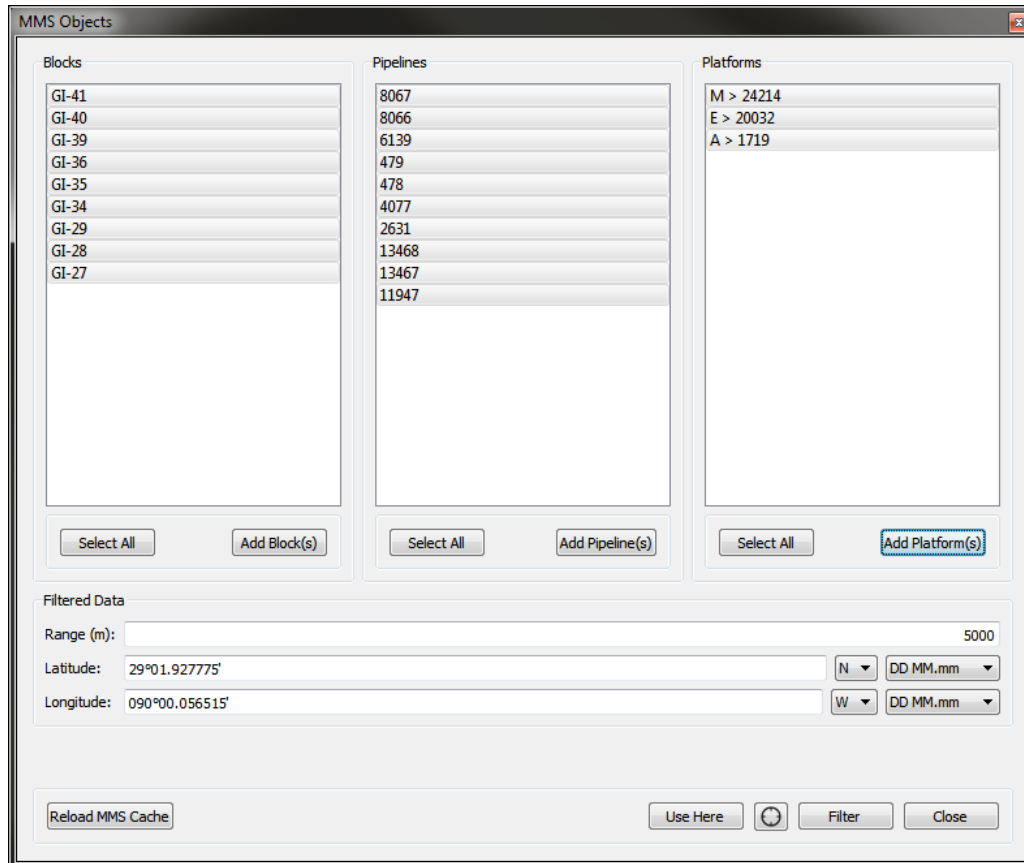 MMS Objects
Blocks
GI-41
GI-40
GI-39
GI-36
GI-35
GI-34
GI-29
GI-28
GI-27
Select All
Add Block(s)
Pipelines
8067
8066
6139
479
478
4077
2631
13468
13467
11947
Select All
Add Pipeline(s)
Platforms
M > 24214
E > 20032
A > 1719
Select All
Add Platform(s)
Filtered Data
Range (m): 5000
Latitude: 29°01.927775' N DD MM.mm
Longitude: 090°00.056515' W DD MM.mm
Reload MMS Cache Use Here Filter Close